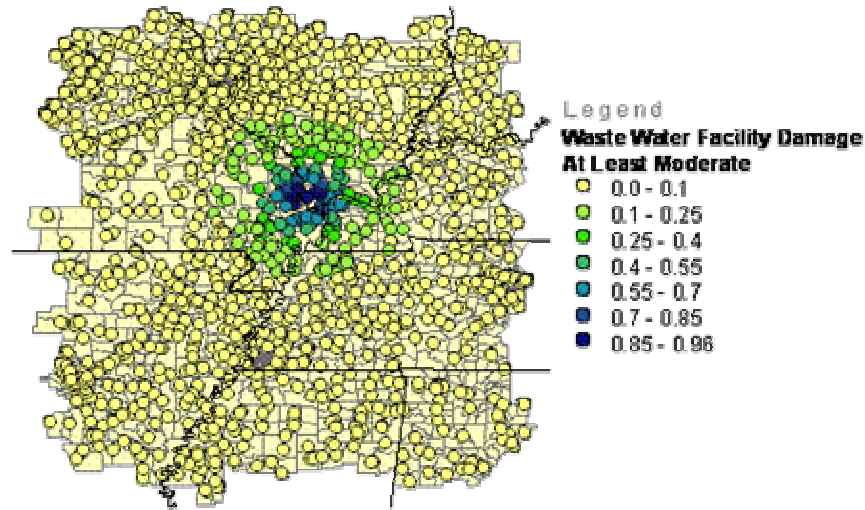 Legend
Waste Water Facility Damage
At Least Moderate
0.0 - 0.1
0.1 - 0.25
0.25 - 0.4
0.4 - 0.55
0.55 - 0.7
0.7 - 0.85
0.85 - 0.96